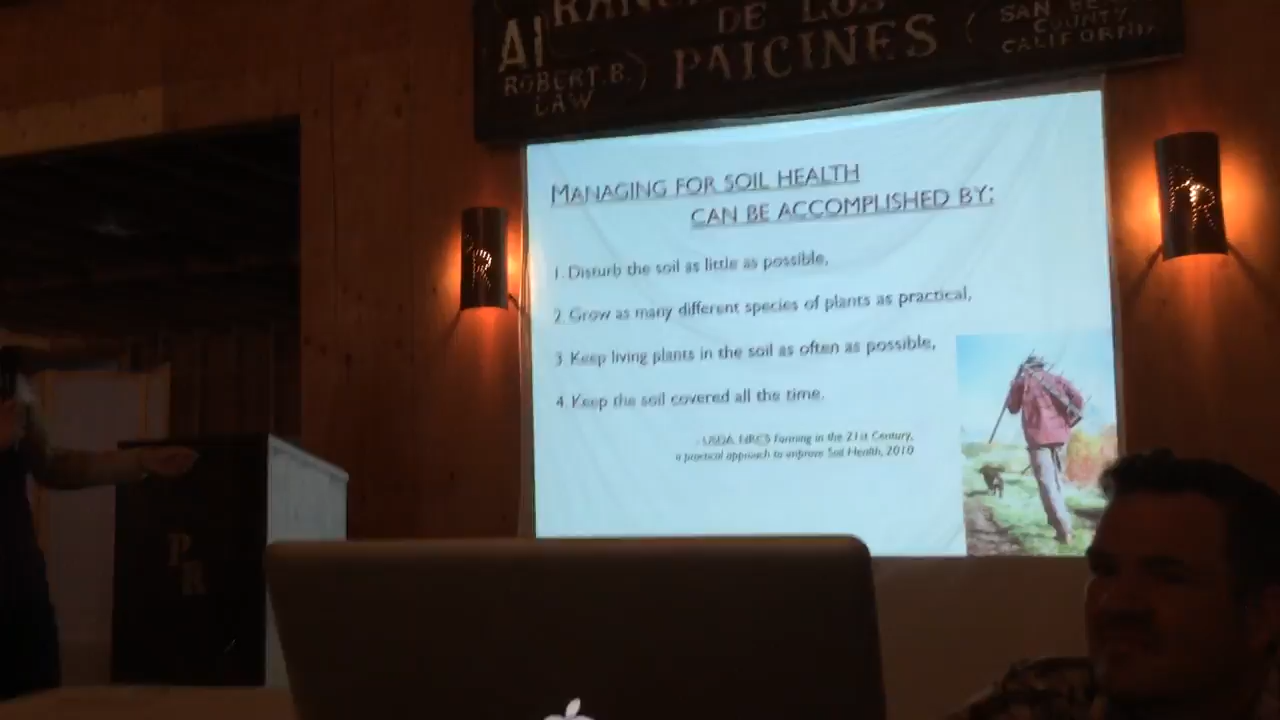 DE LOS
PAICINES
ROBERT.B.
LAW
COUNTY
CALIFORNIA
MANAGING FOR SOIL HEALTH
CAN BE ACCOMPLISHED BY:
1. Disturb the soil as little as possible,
2. Grow as many different species of plants as practical,
3. Keep living plants in the soil as often as possible,
4. Keep the soil covered all the time.
- USDA, NRCS Farming in the 21st Century,
a practical approach to improve Soil Health, 2010
R
PR
PR